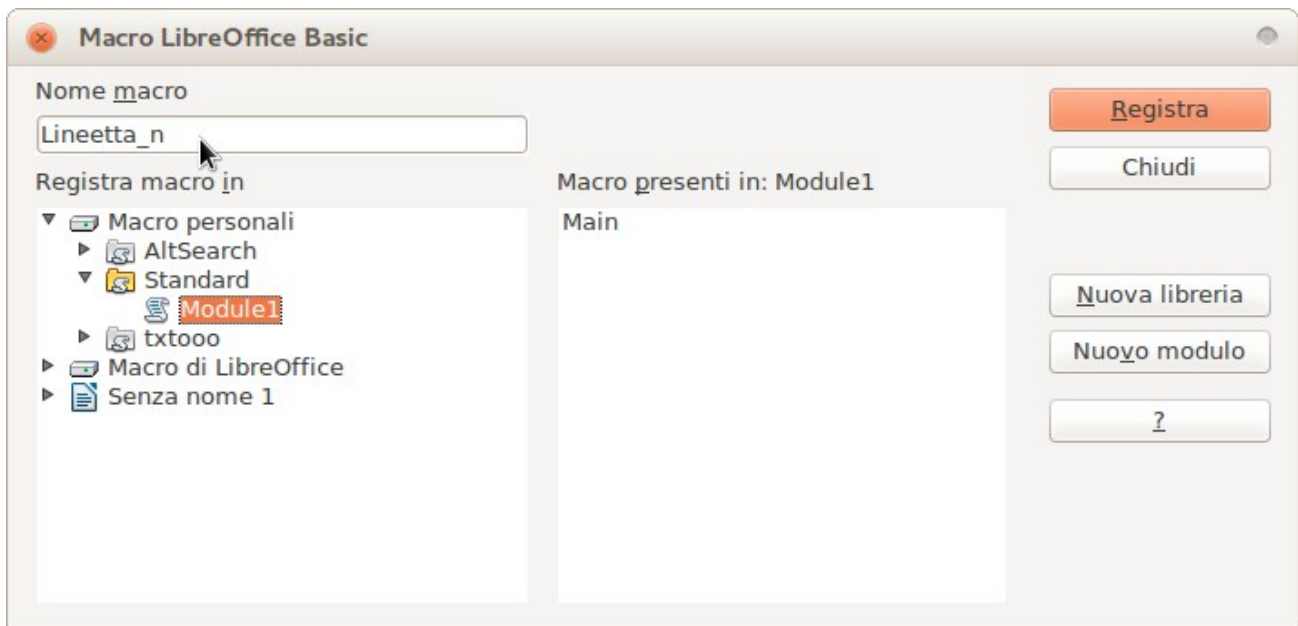 Macro LibreOffice Basic
Nome macro
Lineetta_n
Registra macro in
Macro personali
AltSearch
Standard
Module1
txtooo
Macro di LibreOffice
Senza nome 1
Macro presenti in: Module1
Main
Registra
Chiudi
Nuova libreria
Nuovo modulo
?